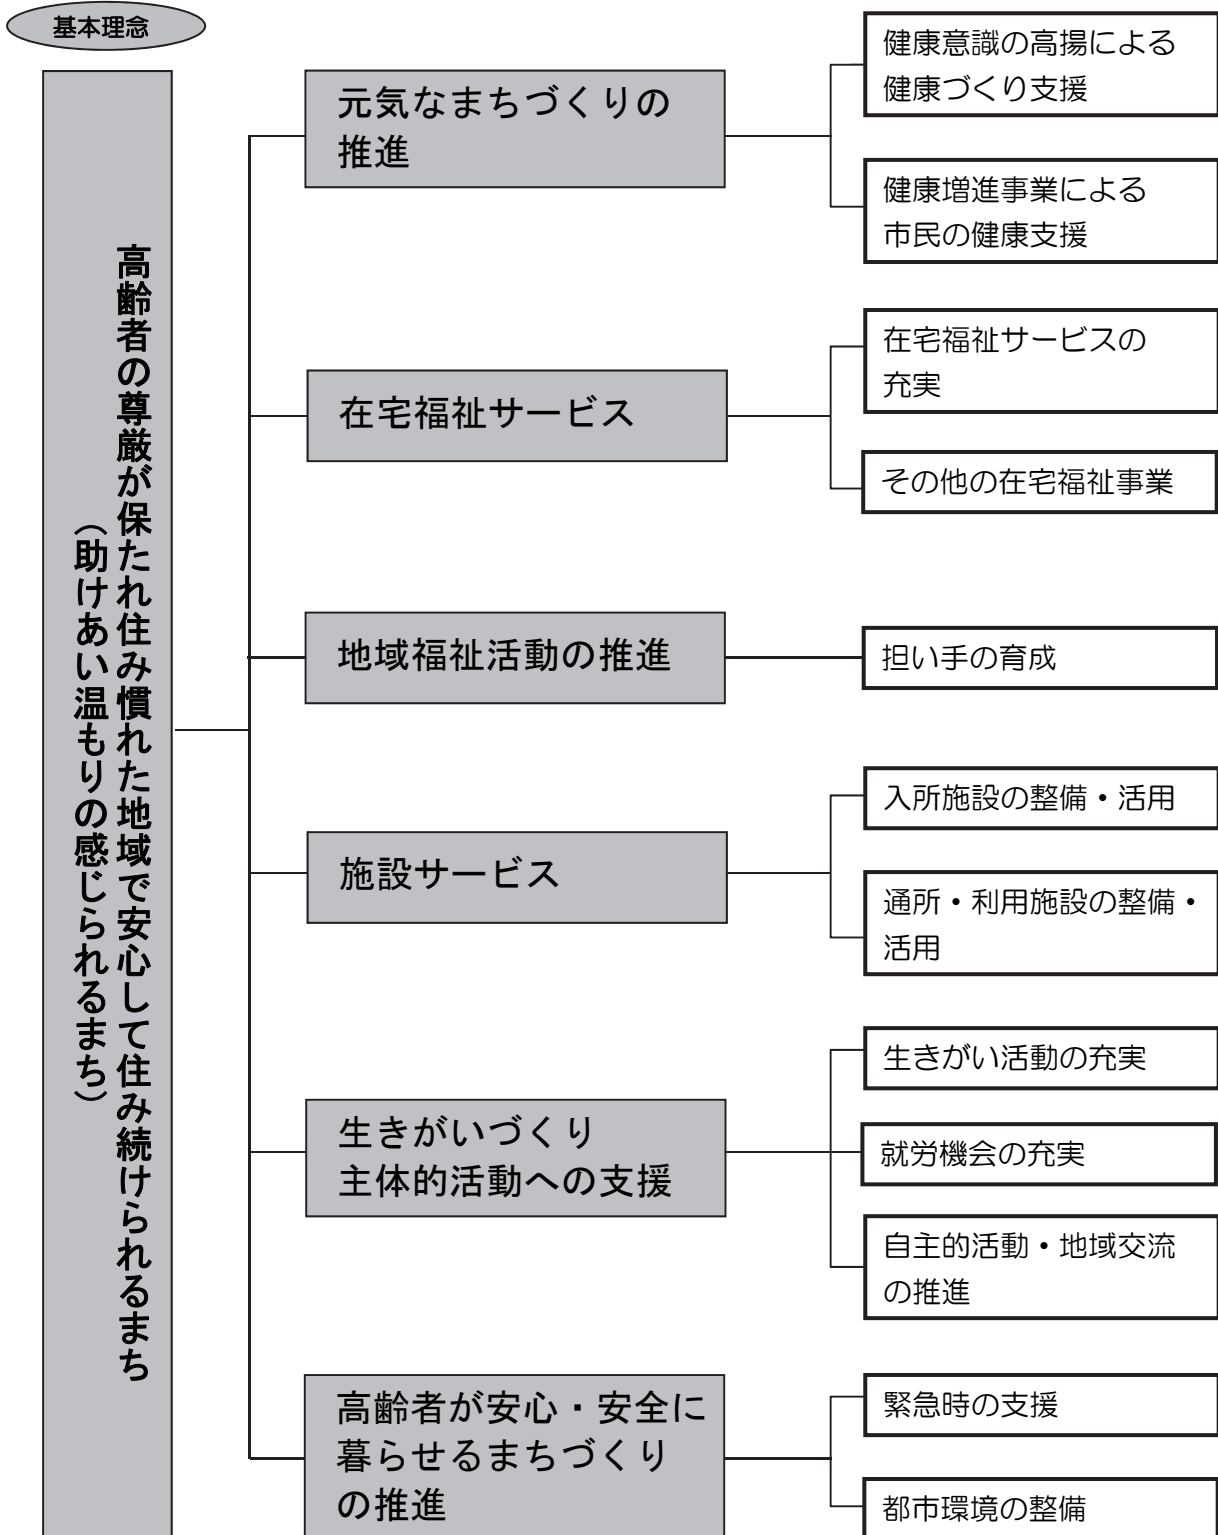 基本理念
高齢者の尊厳が保たれ住み慣れた地域で安心して住み続けられるまち
（助けあい温もりの感じられるまち）
元気なまちづくりの
推進
健康意識の高揚による
健康づくり支援
健康増進事業による
市民の健康支援
在宅福祉サービス
在宅福祉サービスの
充実
その他の在宅福祉事業
地域福祉活動の推進
担い手の育成
施設サービス
入所施設の整備・活用
通所・利用施設の整備・
活用
生きがいづくり
主体的活動への支援
生きがい活動の充実
就労機会の充実
自主的活動・地域交流
の推進
高齢者が安心・安全に
暮らせるまちづくり
の推進
緊急時の支援
都市環境の整備